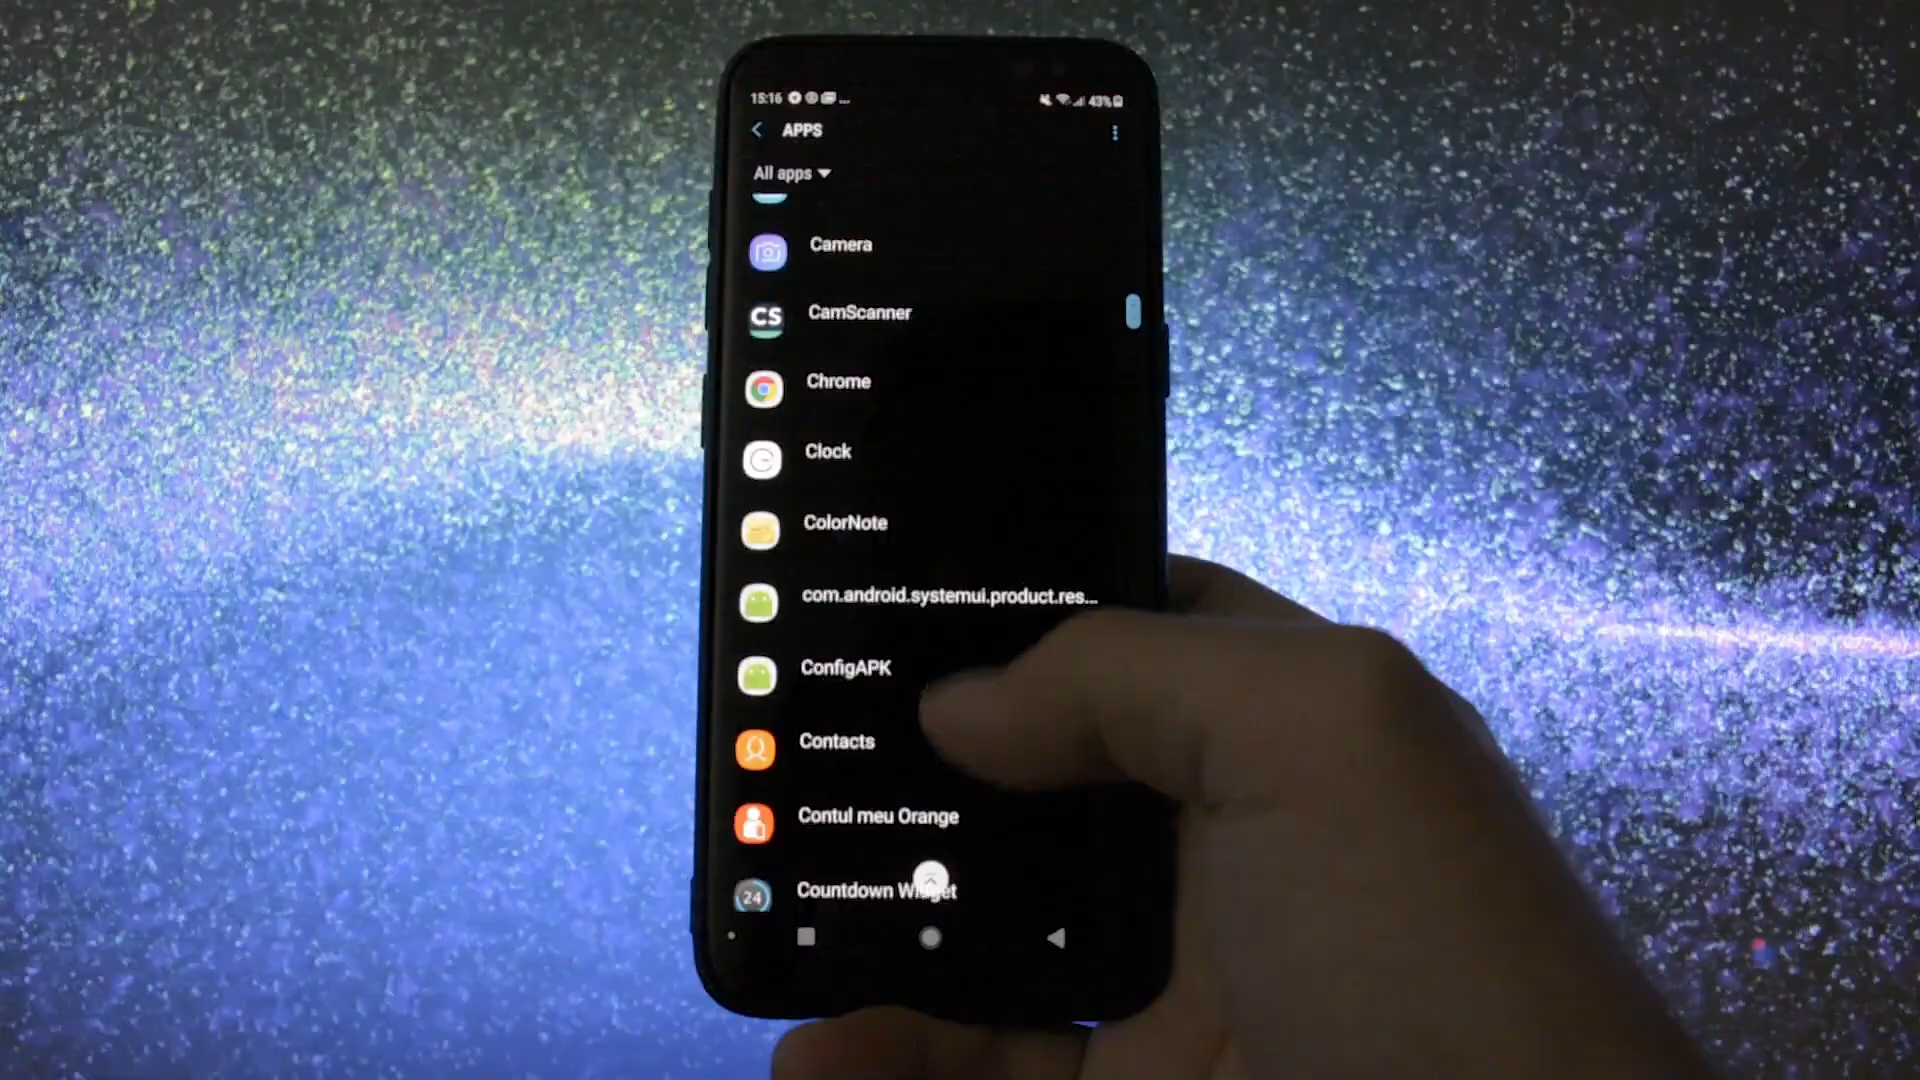 15:16 ... 43%
APPS
All apps
Camera
CS CamScanner
Chrome
Clock
ColorNote
com.android.systemui.product.res...
ConfigAPK
Contacts
Contul meu Orange
24 Countdown Widget